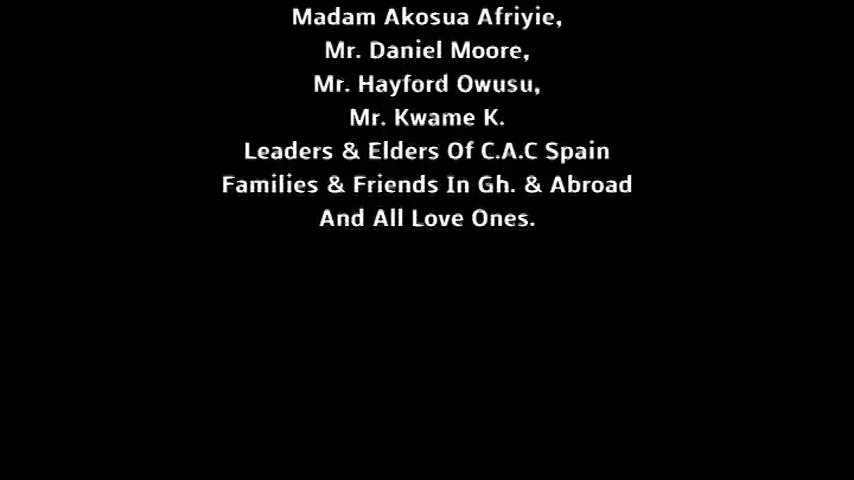 Madam Akosua Afriyie,
Mr. Daniel Moore,
Mr. Hayford Owusu,
Mr. Kwame K.
Leaders & Elders Of C.A.C Spain
Families & Friends In Gh. & Abroad
And All Love Ones.